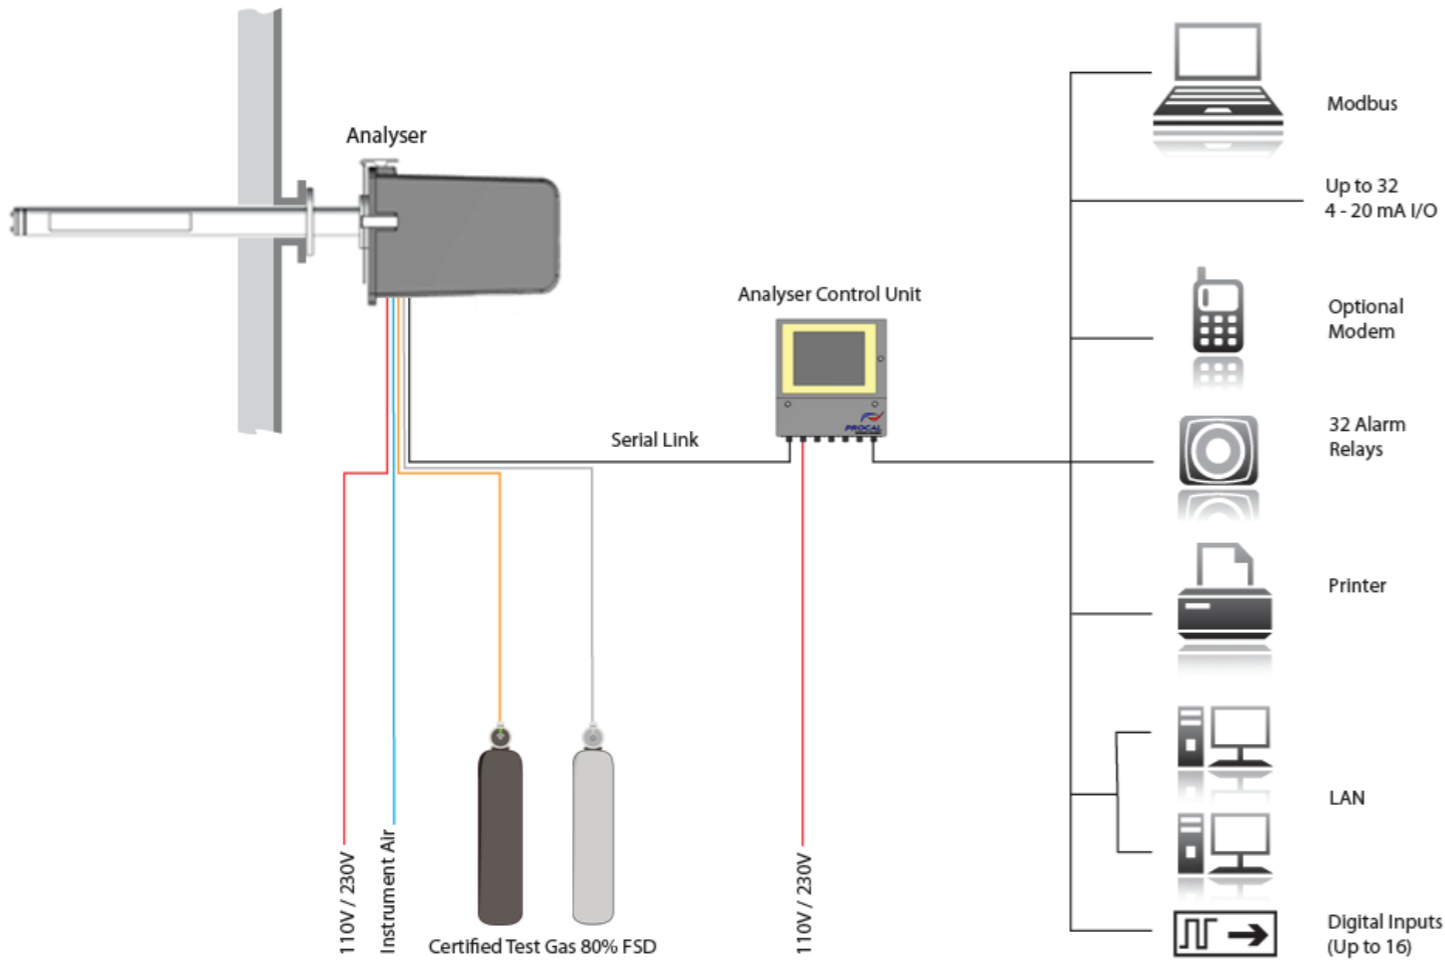 Analyser
Modbus
Up to 32
4 - 20 mA I/O
Analyser Control Unit
Optional
Modem
PROCAL
Serial Link
32 Alarm
Relays
Printer
LAN
110V / 230V
Instrument Air
Certified Test Gas 80% FSD
110V / 230V
Digital Inputs
(Up to 16)